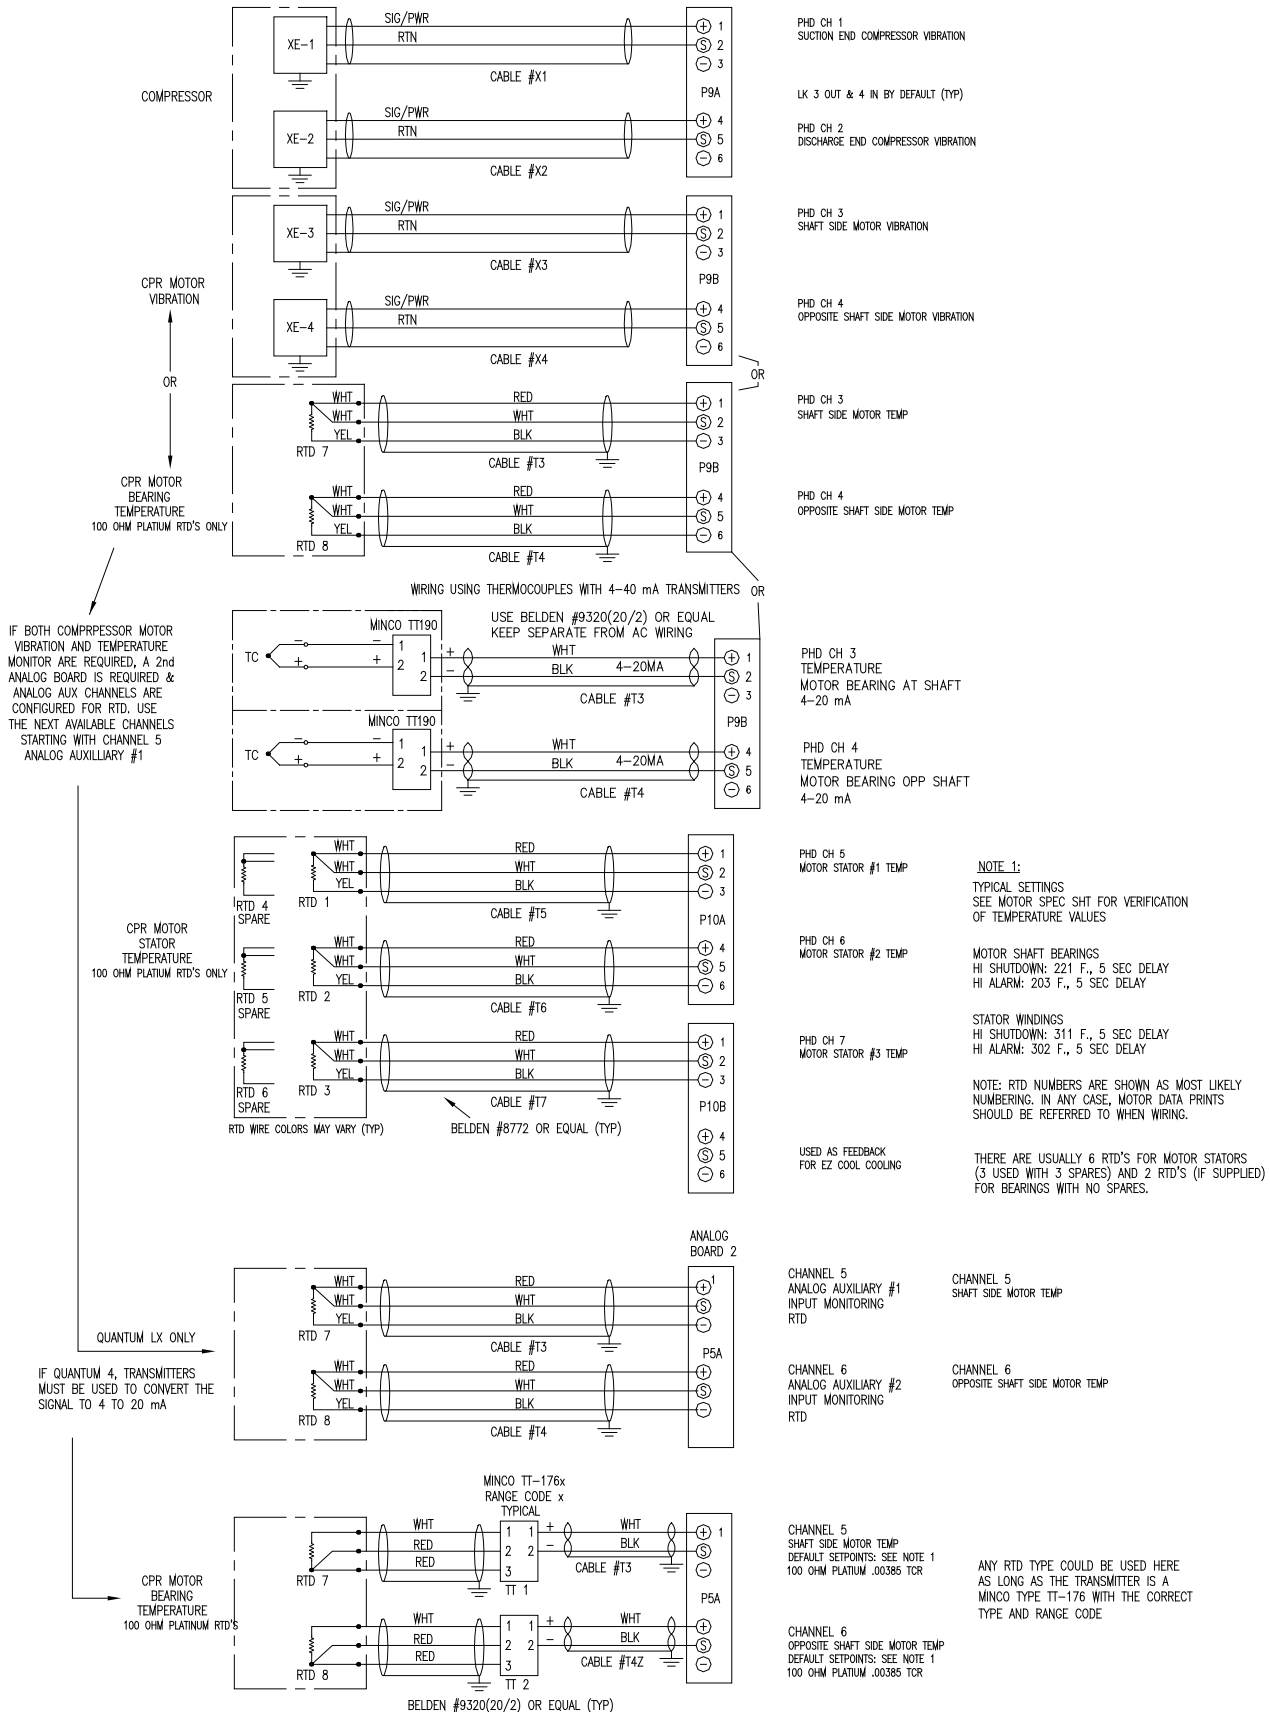 COMPRESSOR
XE-1
SIG/PWR
RTN
CABLE #X1
+ 1
S 2
- 3
P9A
PHD CH 1
SUCTION END COMPRESSOR VIBRATION
LK 3 OUT & 4 IN BY DEFAULT (TYP)
XE-2
SIG/PWR
RTN
CABLE #X2
+ 4
S 5
- 6
PHD CH 2
DISCHARGE END COMPRESSOR VIBRATION
CPR MOTOR
VIBRATION
XE-3
SIG/PWR
RTN
CABLE #X3
+ 1
S 2
- 3
P9B
PHD CH 3
SHAFT SIDE MOTOR VIBRATION
XE-4
SIG/PWR
RTN
CABLE #X4
+ 4
S 5
- 6
PHD CH 4
OPPOSITE SHAFT SIDE MOTOR VIBRATION
OR
OR
CPR MOTOR
BEARING
TEMPERATURE
100 OHM PLATIUM RTD'S ONLY
WHT
WHT
YEL
RTD 7
RED
WHT
BLK
CABLE #T3
+ 1
S 2
- 3
P9B
PHD CH 3
SHAFT SIDE MOTOR TEMP
WHT
WHT
YEL
RTD 8
RED
WHT
BLK
CABLE #T4
+ 4
S 5
- 6
PHD CH 4
OPPOSITE SHAFT SIDE MOTOR TEMP
IF BOTH COMPRPESSOR MOTOR
VIBRATION AND TEMPERATURE
MONITOR ARE REQUIRED, A 2nd
ANALOG BOARD IS REQUIRED &
ANALOG AUX CHANNELS ARE
CONFIGURED FOR RTD. USE
THE NEXT AVAILABLE CHANNELS
STARTING WITH CHANNEL 5
ANALOG AUXILLIARY #1
WIRING USING THERMOCOUPLES WITH 4-40 mA TRANSMITTERS
OR
USE BELDEN #9320(20/2) OR EQUAL
KEEP SEPARATE FROM AC WIRING
MINCO TT190
TC
- - 1
+ + 2
1 +
2 -
WHT
BLK
4-20MA
CABLE #T3
+ 1
S 2
- 3
P9B
PHD CH 3
TEMPERATURE
MOTOR BEARING AT SHAFT
4-20 mA
MINCO TT190
TC
- - 1
+ + 2
1 +
2 -
WHT
BLK
4-20MA
CABLE #T4
+ 4
S 5
- 6
PHD CH 4
TEMPERATURE
MOTOR BEARING OPP SHAFT
4-20 mA
CPR MOTOR
STATOR
TEMPERATURE
100 OHM PLATIUM RTD'S ONLY
RTD 4
SPARE
WHT
WHT
YEL
RTD 1
RED
WHT
BLK
CABLE #T5
+ 1
S 2
- 3
P10A
PHD CH 5
MOTOR STATOR #1 TEMP
RTD 5
SPARE
WHT
WHT
YEL
RTD 2
RED
WHT
BLK
CABLE #T6
+ 4
S 5
- 6
PHD CH 6
MOTOR STATOR #2 TEMP
RTD 6
SPARE
WHT
WHT
YEL
RTD 3
RED
WHT
BLK
CABLE #T7
+ 1
S 2
- 3
P10B
PHD CH 7
MOTOR STATOR #3 TEMP
RTD WIRE COLORS MAY VARY (TYP)
BELDEN #8772 OR EQUAL (TYP)
+ 4
S 5
- 6
USED AS FEEDBACK
FOR EZ COOL COOLING
NOTE 1:
TYPICAL SETTINGS
SEE MOTOR SPEC SHT FOR VERIFICATION
OF TEMPERATURE VALUES
MOTOR SHAFT BEARINGS
HI SHUTDOWN: 221 F., 5 SEC DELAY
HI ALARM: 203 F., 5 SEC DELAY
STATOR WINDINGS
HI SHUTDOWN: 311 F., 5 SEC DELAY
HI ALARM: 302 F., 5 SEC DELAY
NOTE: RTD NUMBERS ARE SHOWN AS MOST LIKELY
NUMBERING. IN ANY CASE, MOTOR DATA PRINTS
SHOULD BE REFERRED TO WHEN WIRING.
THERE ARE USUALLY 6 RTD'S FOR MOTOR STATORS
(3 USED WITH 3 SPARES) AND 2 RTD'S (IF SUPPLIED)
FOR BEARINGS WITH NO SPARES.
ANALOG
BOARD 2
QUANTUM LX ONLY
WHT
WHT
YEL
RTD 7
RED
WHT
BLK
CABLE #T3
+ 1
S
-
P5A
CHANNEL 5
ANALOG AUXILIARY #1
INPUT MONITORING
RTD
CHANNEL 5
SHAFT SIDE MOTOR TEMP
IF QUANTUM 4, TRANSMITTERS
MUST BE USED TO CONVERT THE
SIGNAL TO 4 TO 20 mA
WHT
WHT
YEL
RTD 8
RED
WHT
BLK
CABLE #T4
+
S
-
CHANNEL 6
ANALOG AUXILIARY #2
INPUT MONITORING
RTD
CHANNEL 6
OPPOSITE SHAFT SIDE MOTOR TEMP
CPR MOTOR
BEARING
TEMPERATURE
100 OHM PLATINUM RTD'S
MINCO TT-176x
RANGE CODE x
TYPICAL
RTD 7
WHT
RED
RED
1 1 +
2 2 -
3
TT 1
WHT
BLK
CABLE #T3
+ 1
S
-
P5A
CHANNEL 5
SHAFT SIDE MOTOR TEMP
DEFAULT SETPOINTS: SEE NOTE 1
100 OHM PLATIUM .00385 TCR
ANY RTD TYPE COULD BE USED HERE
AS LONG AS THE TRANSMITTER IS A
MINCO TYPE TT-176 WITH THE CORRECT
TYPE AND RANGE CODE
RTD 8
WHT
RED
RED
1 1 +
2 2 -
3
TT 2
WHT
BLK
CABLE #T4Z
+
S
-
CHANNEL 6
OPPOSITE SHAFT SIDE MOTOR TEMP
DEFAULT SETPOINTS: SEE NOTE 1
100 OHM PLATIUM .00385 TCR
BELDEN #9320(20/2) OR EQUAL (TYP)